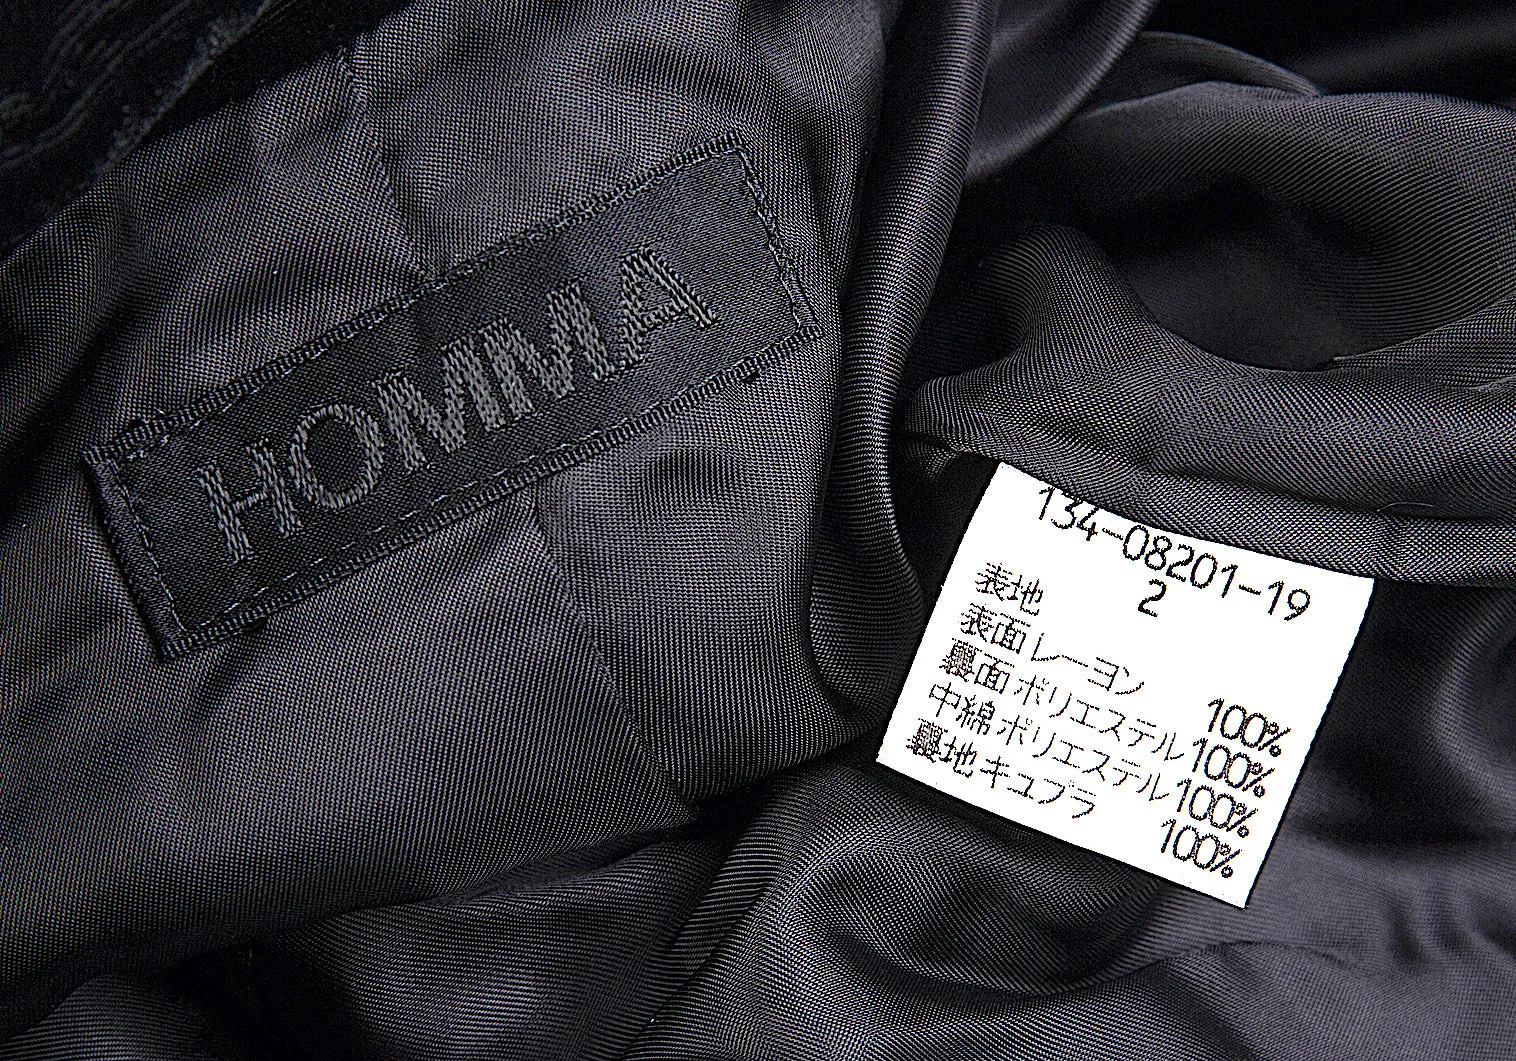 HOMMA
134-08201-19
2
表地
表面 レーヨン 100%
裏面 ポリエステル 100%
中綿 ポリエステル 100%
裏地 キュプラ 100%